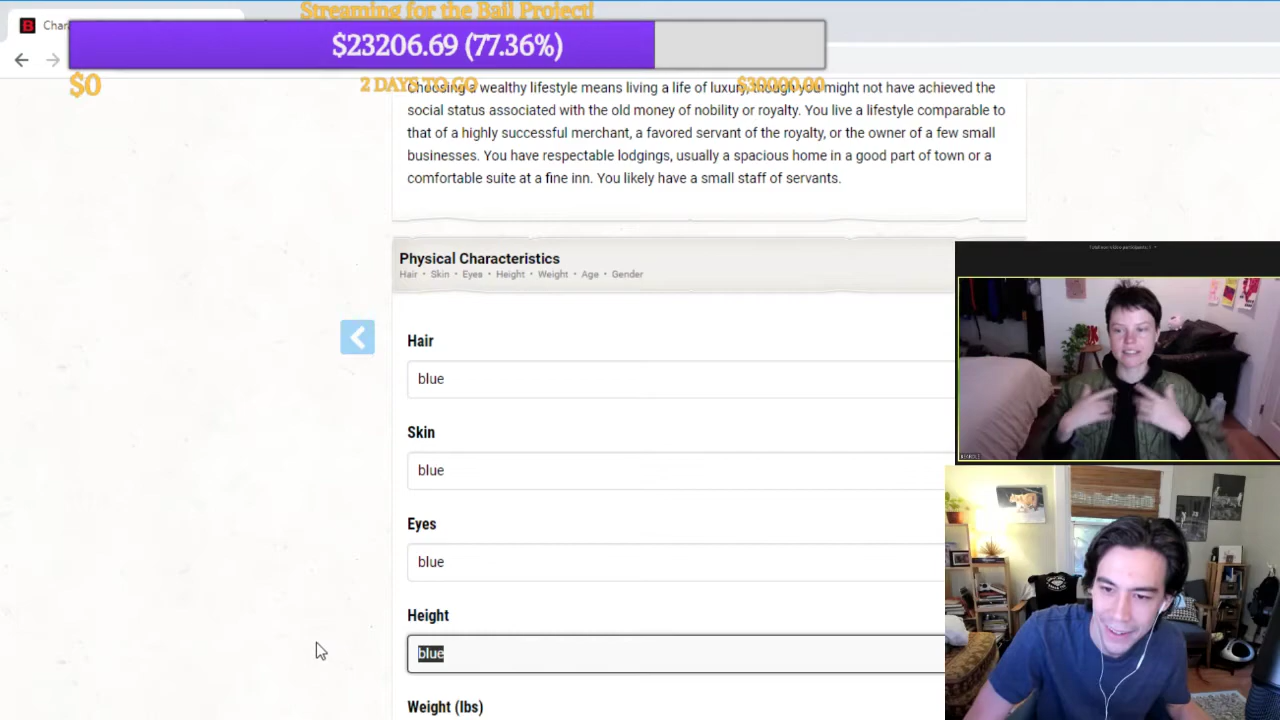 Streaming for the Bail Project!
Char
$23206.69 (77.36%)
$0
2 DAYS TO GO
$30000.00
Choosing a wealthy lifestyle means living a life of luxury, though you might not have achieved the
social status associated with the old money of nobility or royalty. You live a lifestyle comparable to
that of a highly successful merchant, a favored servant of the royalty, or the owner of a few small
businesses. You have respectable lodgings, usually a spacious home in a good part of town or a
comfortable suite at a fine inn. You likely have a small staff of servants.
Physical Characteristics
Hair • Skin • Eyes • Height • Weight • Age • Gender
Hair
blue
Skin
blue
Eyes
blue
Height
blue
Weight (lbs)